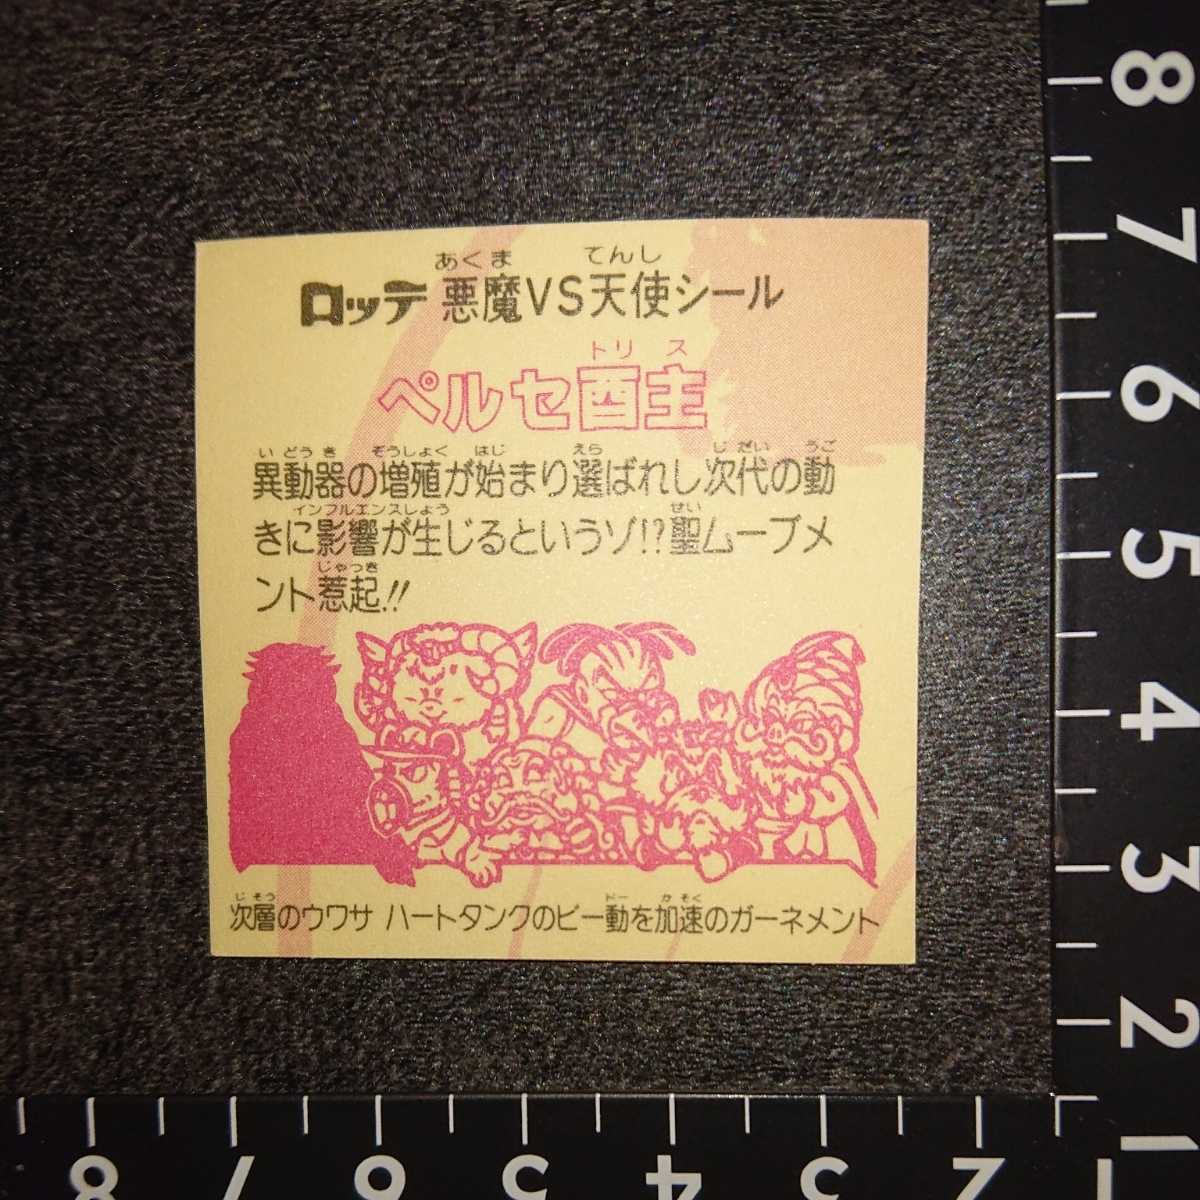 あくま てんし
ロッテ 悪魔VS天使シール
トリス
ペルセ酉主
いどうき ぞうしょく はじ えら じだい うご
異動器の増殖が始まり選ばれし次代の動
インフルエンスしょう せい
きに影響が生じるというゾ!?聖ムーブメ
じゃっき
ント惹起!!
じそう ドー かそく
次層のウワサ ハートタンクのビー動を加速のガーネメント
8
7
6
5
4
3
2
1
8 7 6 5 4 3 2 1